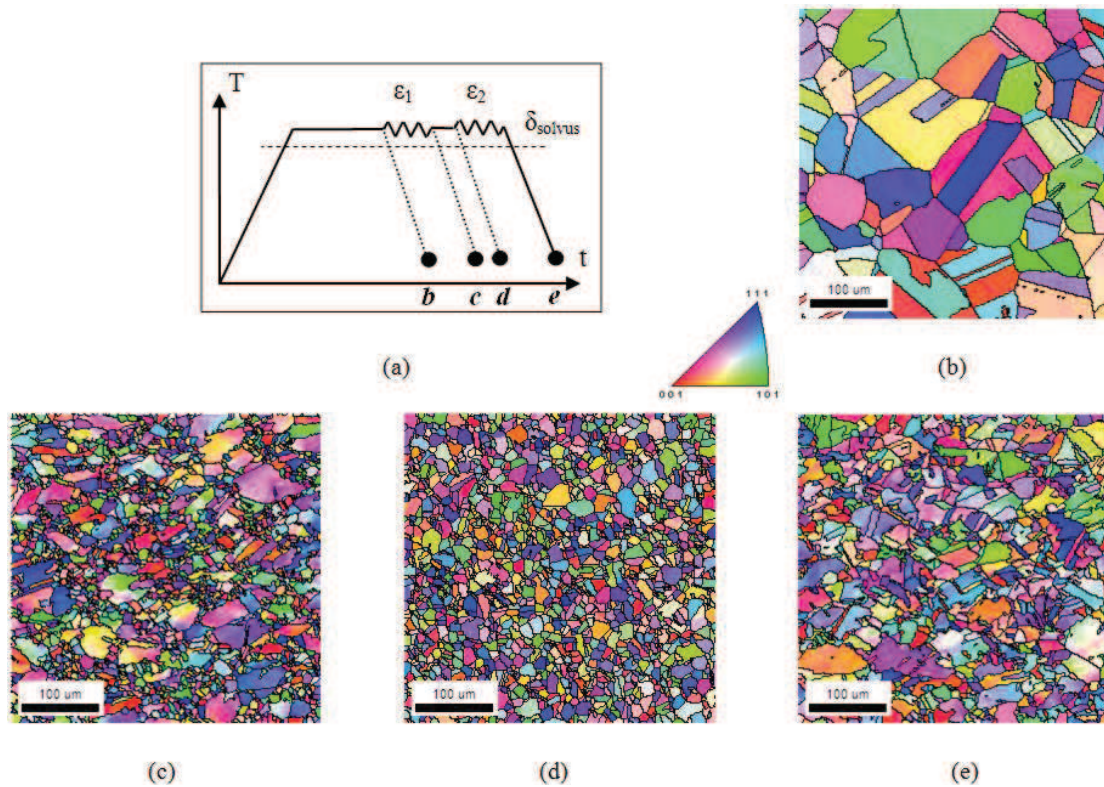 T
ε₁
ε₂
δsolvus
t
b
c
d
e
100 um
(a)
111
001
101
(b)
100 um
100 um
100 um
(c)
(d)
(e)